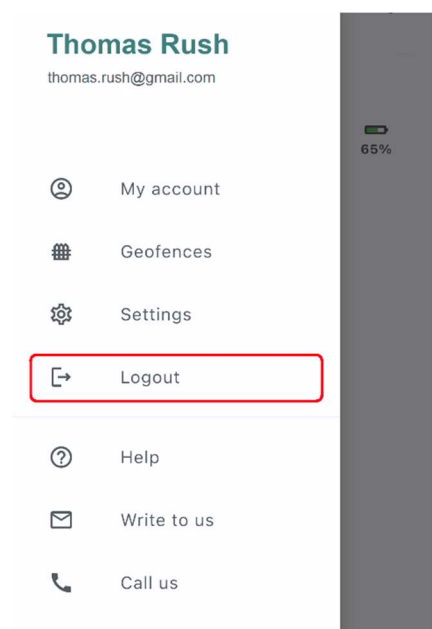 Thomas Rush
thomas.rush@gmail.com
65%
My account
Geofences
Settings
Logout
Help
Write to us
Call us